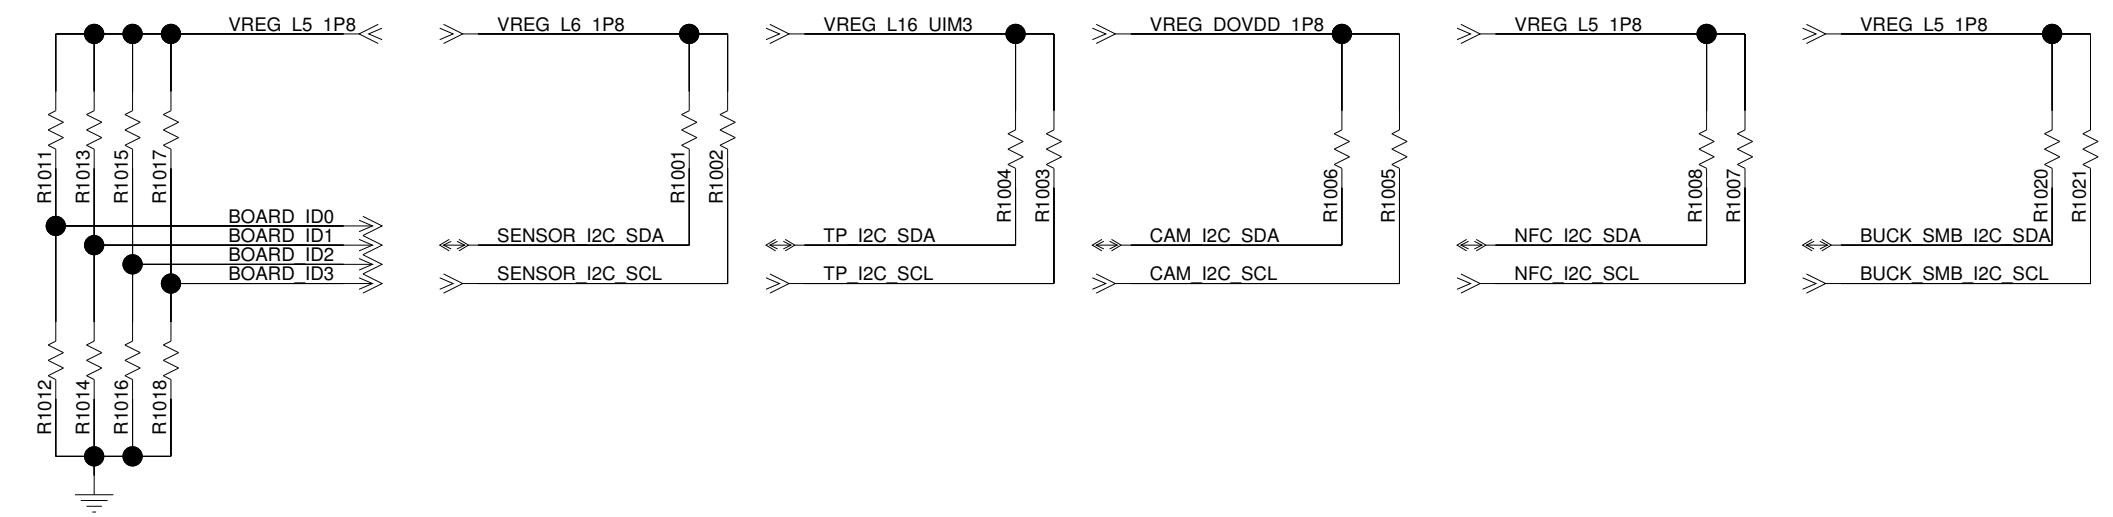 VREG_L5_1P8
VREG_L6_1P8
VREG_L16_UIM3
VREG_DOVDD_1P8
VREG_L5_1P8
VREG_L5_1P8
R1011
R1013
R1015
R1017
R1001
R1002
R1004
R1003
R1006
R1005
R1008
R1007
R1020
R1021
BOARD_ID0
BOARD_ID1
BOARD_ID2
BOARD_ID3
SENSOR_I2C_SDA
SENSOR_I2C_SCL
TP_I2C_SDA
TP_I2C_SCL
CAM_I2C_SDA
CAM_I2C_SCL
NFC_I2C_SDA
NFC_I2C_SCL
BUCK_SMB_I2C_SDA
BUCK_SMB_I2C_SCL
R1012
R1014
R1016
R1018